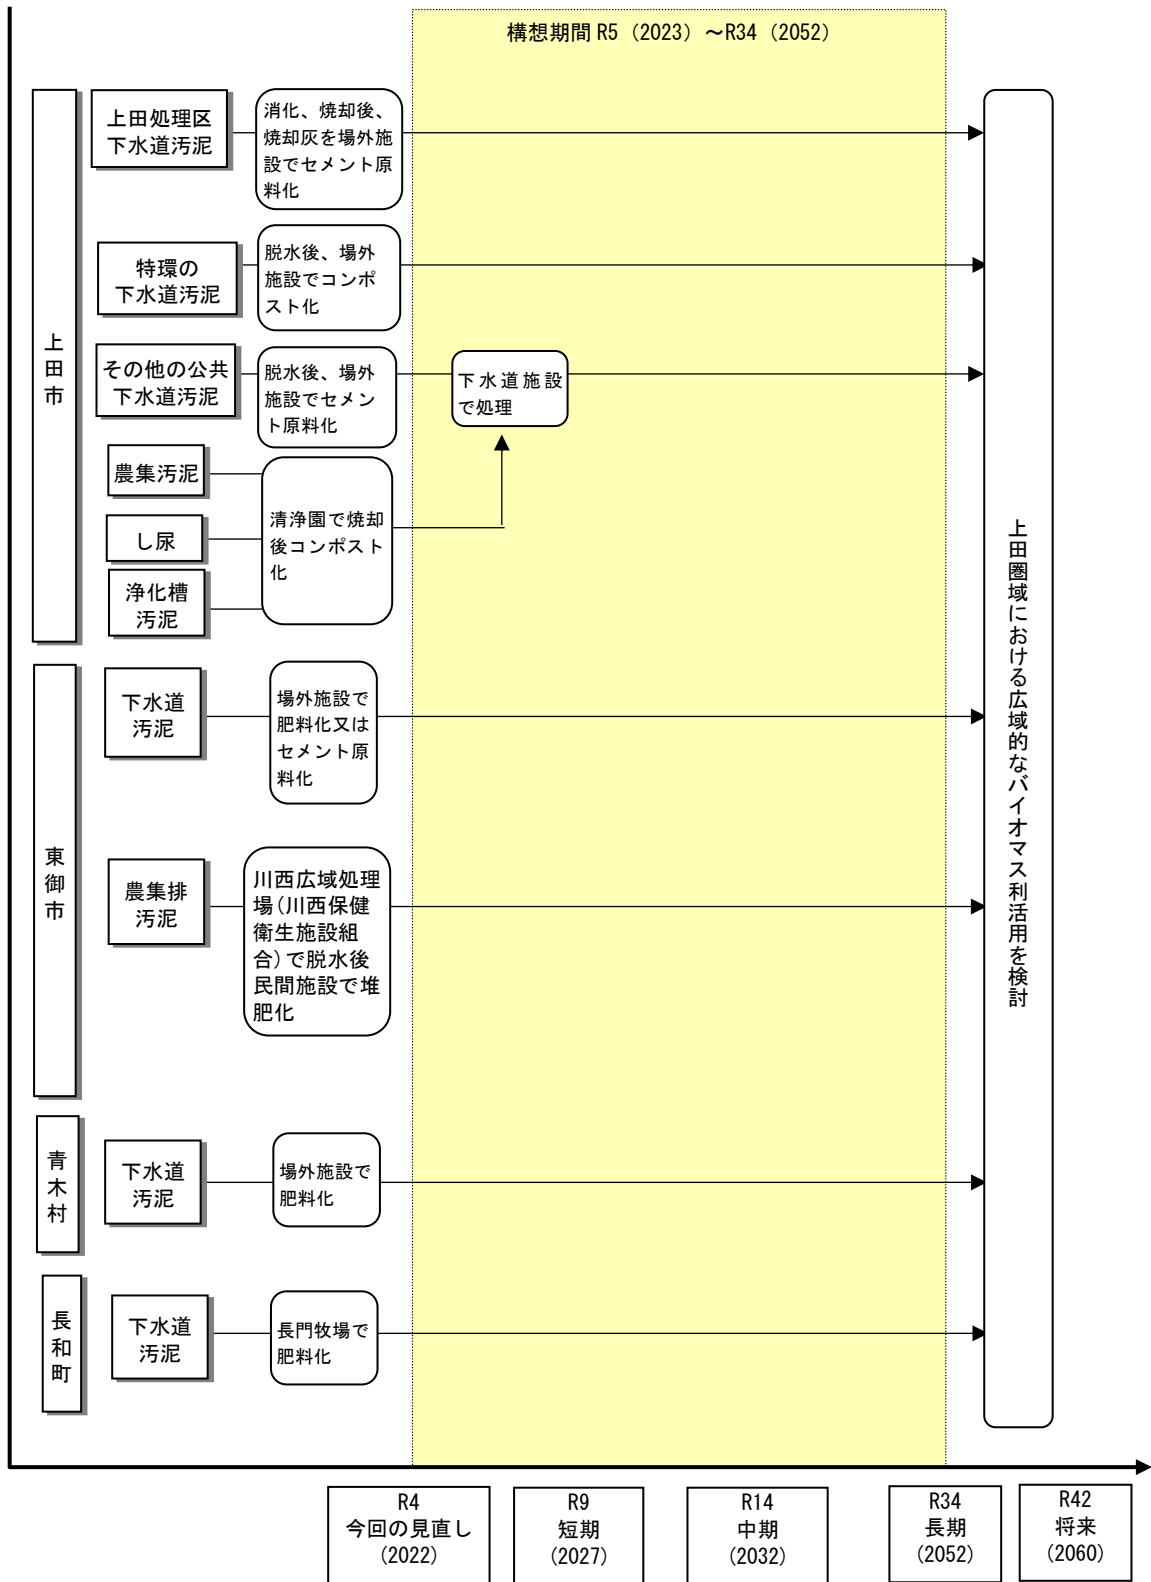 構想期間 R5（2023）～R34（2052）
上田市
上田処理区
下水道汚泥
消化、焼却後、
焼却灰を場外施
設でセメント原
料化
特環の
下水道汚泥
脱水後、場外
施設でコンポ
スト化
その他の公共
下水道汚泥
脱水後、場外
施設でセメン
ト原料化
下水道施設
で処理
農集汚泥
し尿
浄化槽
汚泥
清浄園で焼却
後コンポスト
化
東御市
下水道
汚泥
場外施設で
肥料化又は
セメント原
料化
農集排
汚泥
川西広域処理
場（川西保健
衛生施設組
合）で脱水後
民間施設で堆
肥化
青木村
下水道
汚泥
場外施設で
肥料化
長和町
下水道
汚泥
長門牧場で
肥料化
上田圏域における広域的なバイオマス利活用を検討
R4
今回の見直し
（2022）
R9
短期
（2027）
R14
中期
（2032）
R34
長期
（2052）
R42
将来
（2060）